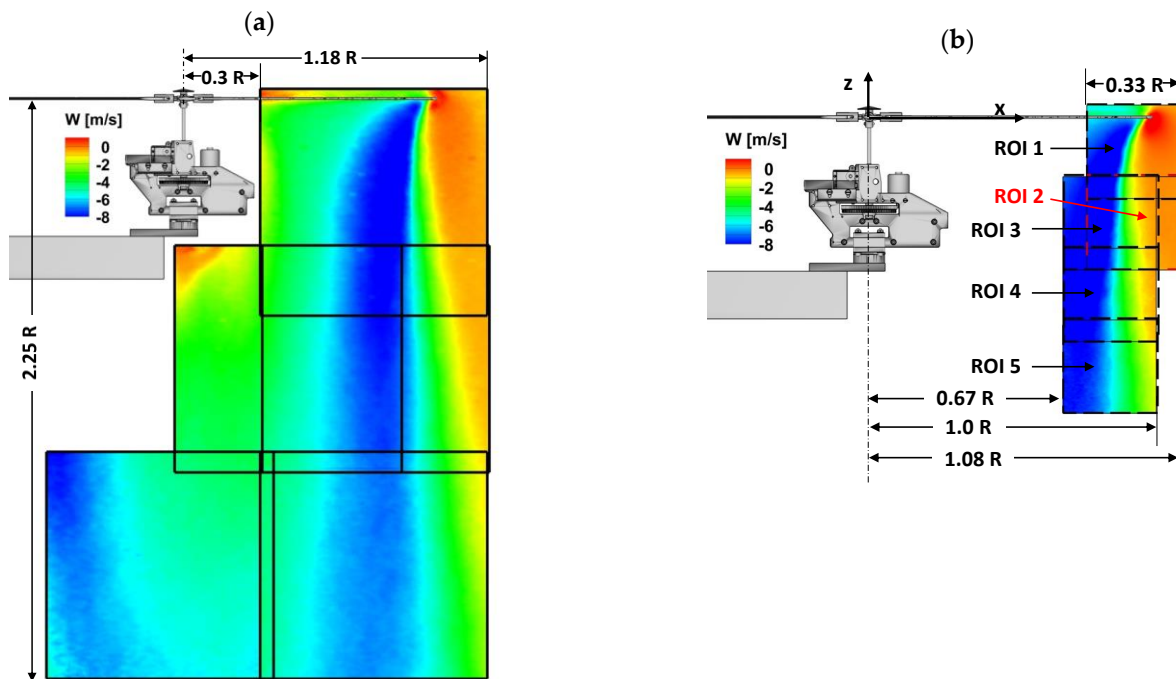 (a)
1.18 R
0.3 R
W [m/s]
0
-2
-4
-6
-8
2.25 R
(b)
z
0.33 R
x
ROI 1
W [m/s]
0
-2
-4
-6
-8
ROI 2
ROI 3
ROI 4
ROI 5
0.67 R
1.0 R
1.08 R